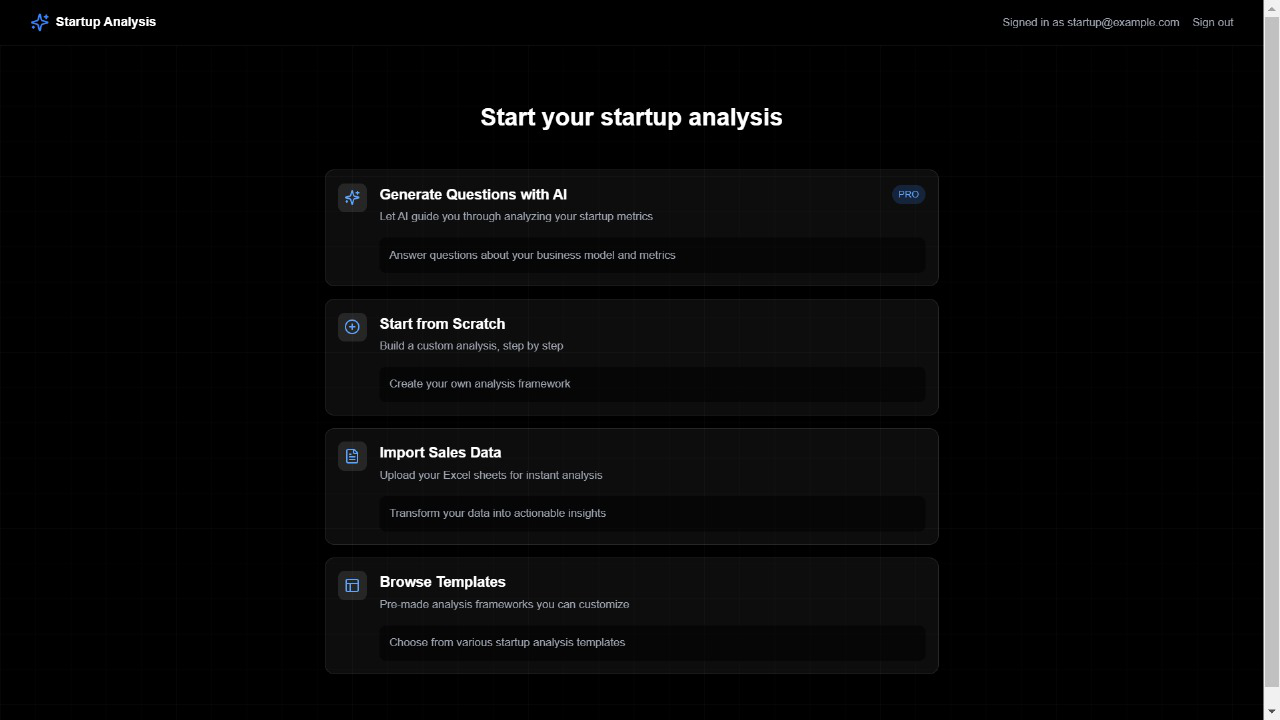 Startup Analysis
Signed in as startup@example.com
Sign out
Start your startup analysis
Generate Questions with AI
PRO
Let AI guide you through analyzing your startup metrics
Answer questions about your business model and metrics
Start from Scratch
Build a custom analysis, step by step
Create your own analysis framework
Import Sales Data
Upload your Excel sheets for instant analysis
Transform your data into actionable insights
Browse Templates
Pre-made analysis frameworks you can customize
Choose from various startup analysis templates